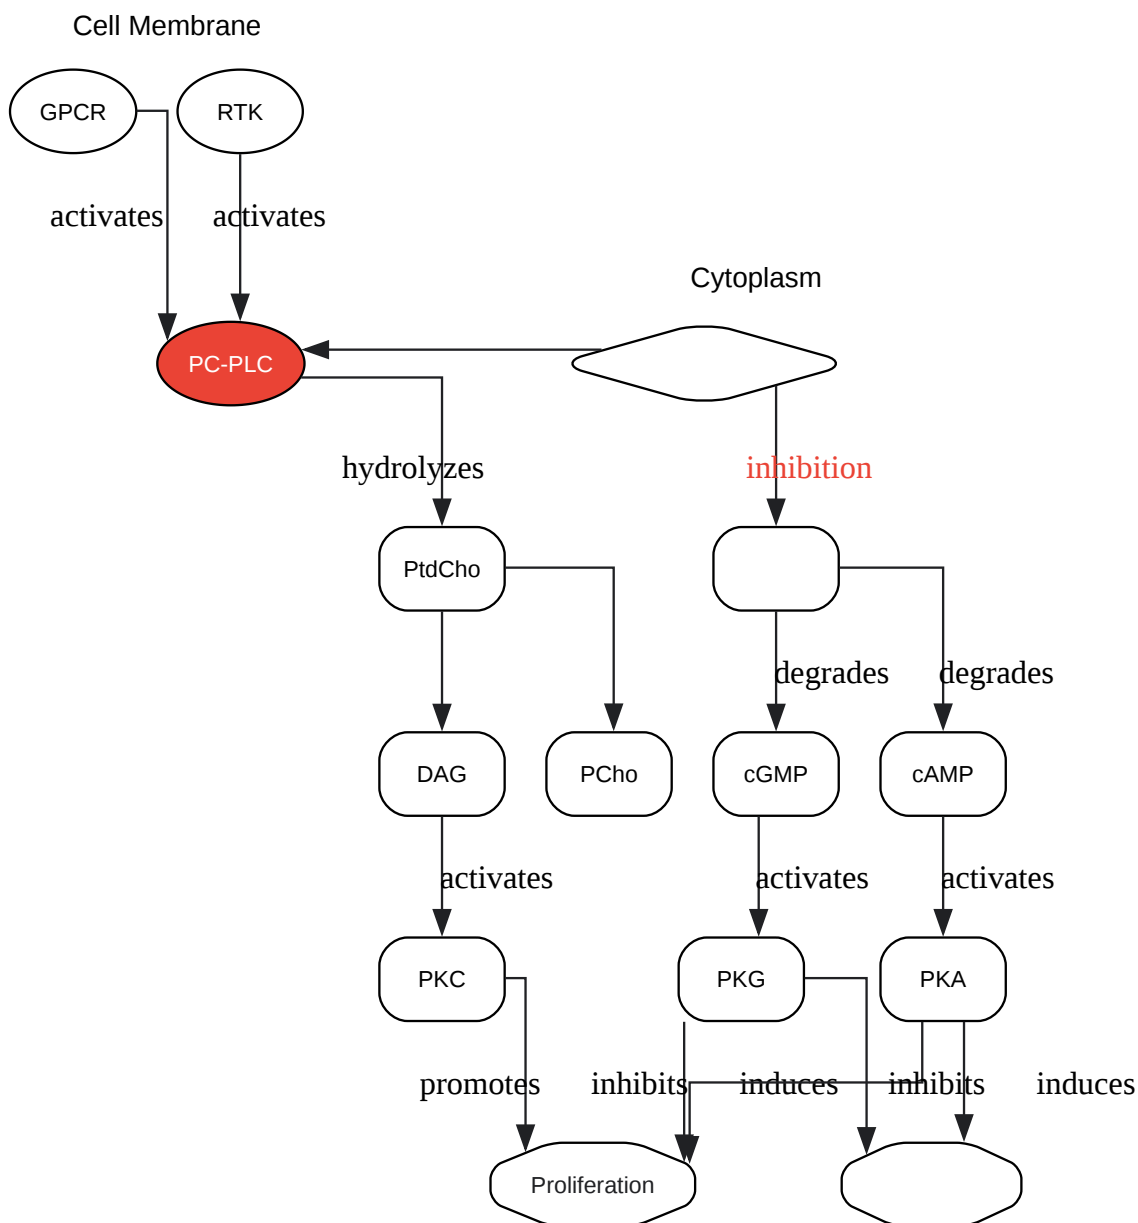 Cell Membrane
GPCR
RTK
activates
activates
Cytoplasm
PC-PLC
hydrolyzes
inhibition
PtdCho
degrades
degrades
DAG
PCho
cGMP
cAMP
activates
activates
activates
PKC
PKG
PKA
promotes
inhibits
induces
inhibits
induces
Proliferation